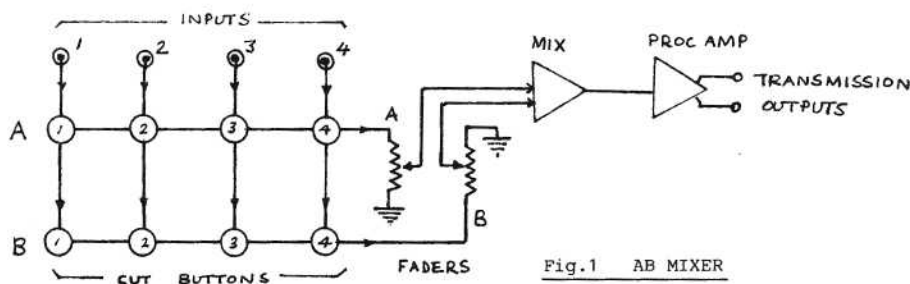 INPUTS
1 2 3 4
MIX
PROC AMP
TRANSMISSION
OUTPUTS
A 1 2 3 4 A
B 1 2 3 4 B
CUT BUTTONS
FADERS
Fig.1 AB MIXER